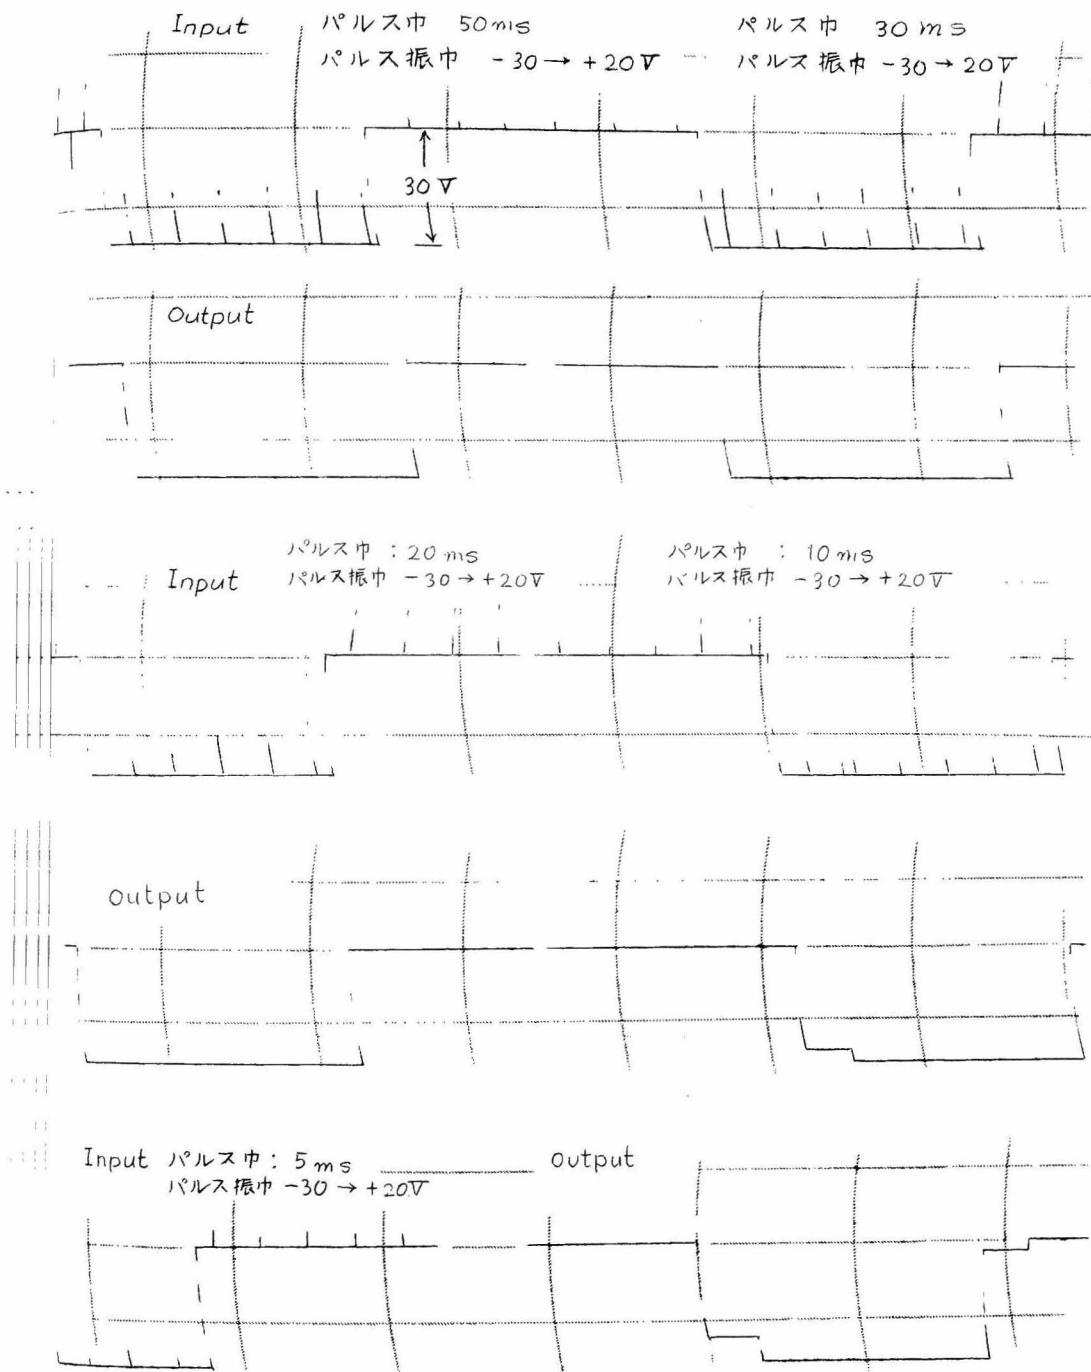 Input
パルス巾 50ms
パルス振巾 -30→+20V
パルス巾 30ms
パルス振巾 -30→20V
30V
Output
Input
パルス巾 : 20ms
パルス振巾 -30→+20V
パルス巾 : 10ms
パルス振巾 -30→+20V
Output
Input パルス巾 : 5ms
パルス振巾 -30→+20V
Output